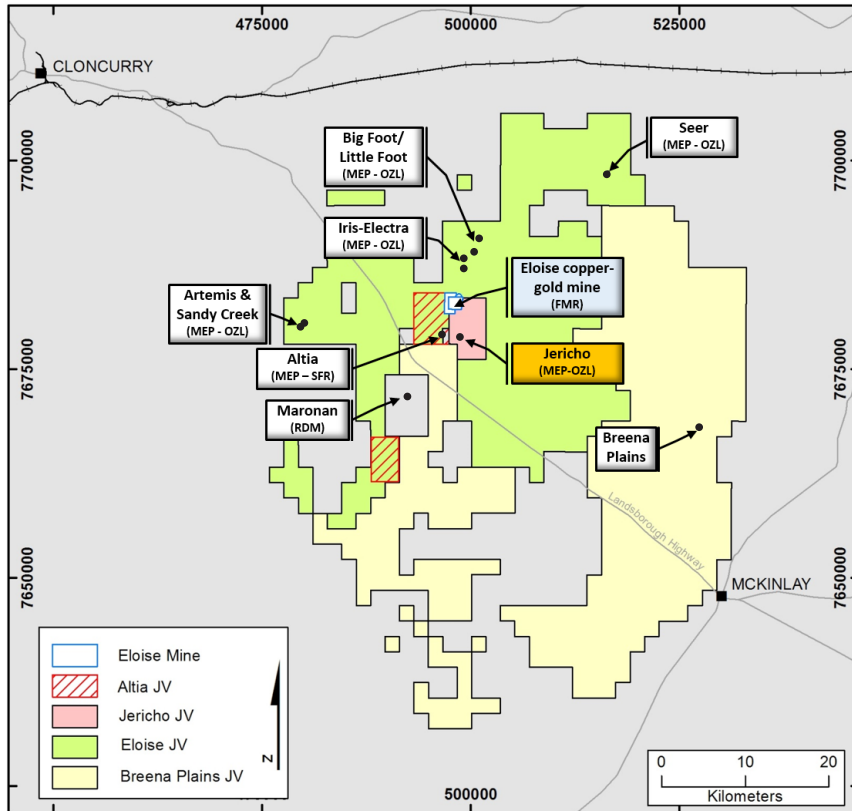 475000
500000
525000
CLONCURRY
7700000
7700000
Big Foot/
Little Foot
(MEP - OZL)
Seer
(MEP - OZL)
Iris-Electra
(MEP - OZL)
Eloise copper-
gold mine
(FMR)
Artemis &
Sandy Creek
(MEP - OZL)
Altia
(MEP – SFR)
Jericho
(MEP-OZL)
7675000
7675000
Maronan
(RDM)
Breena
Plains
Landsborough Highway
7650000
7650000
MCKINLAY
Eloise Mine
Altia JV
Jericho JV
Eloise JV
Breena Plains JV
N
0 10 20
Kilometers
500000